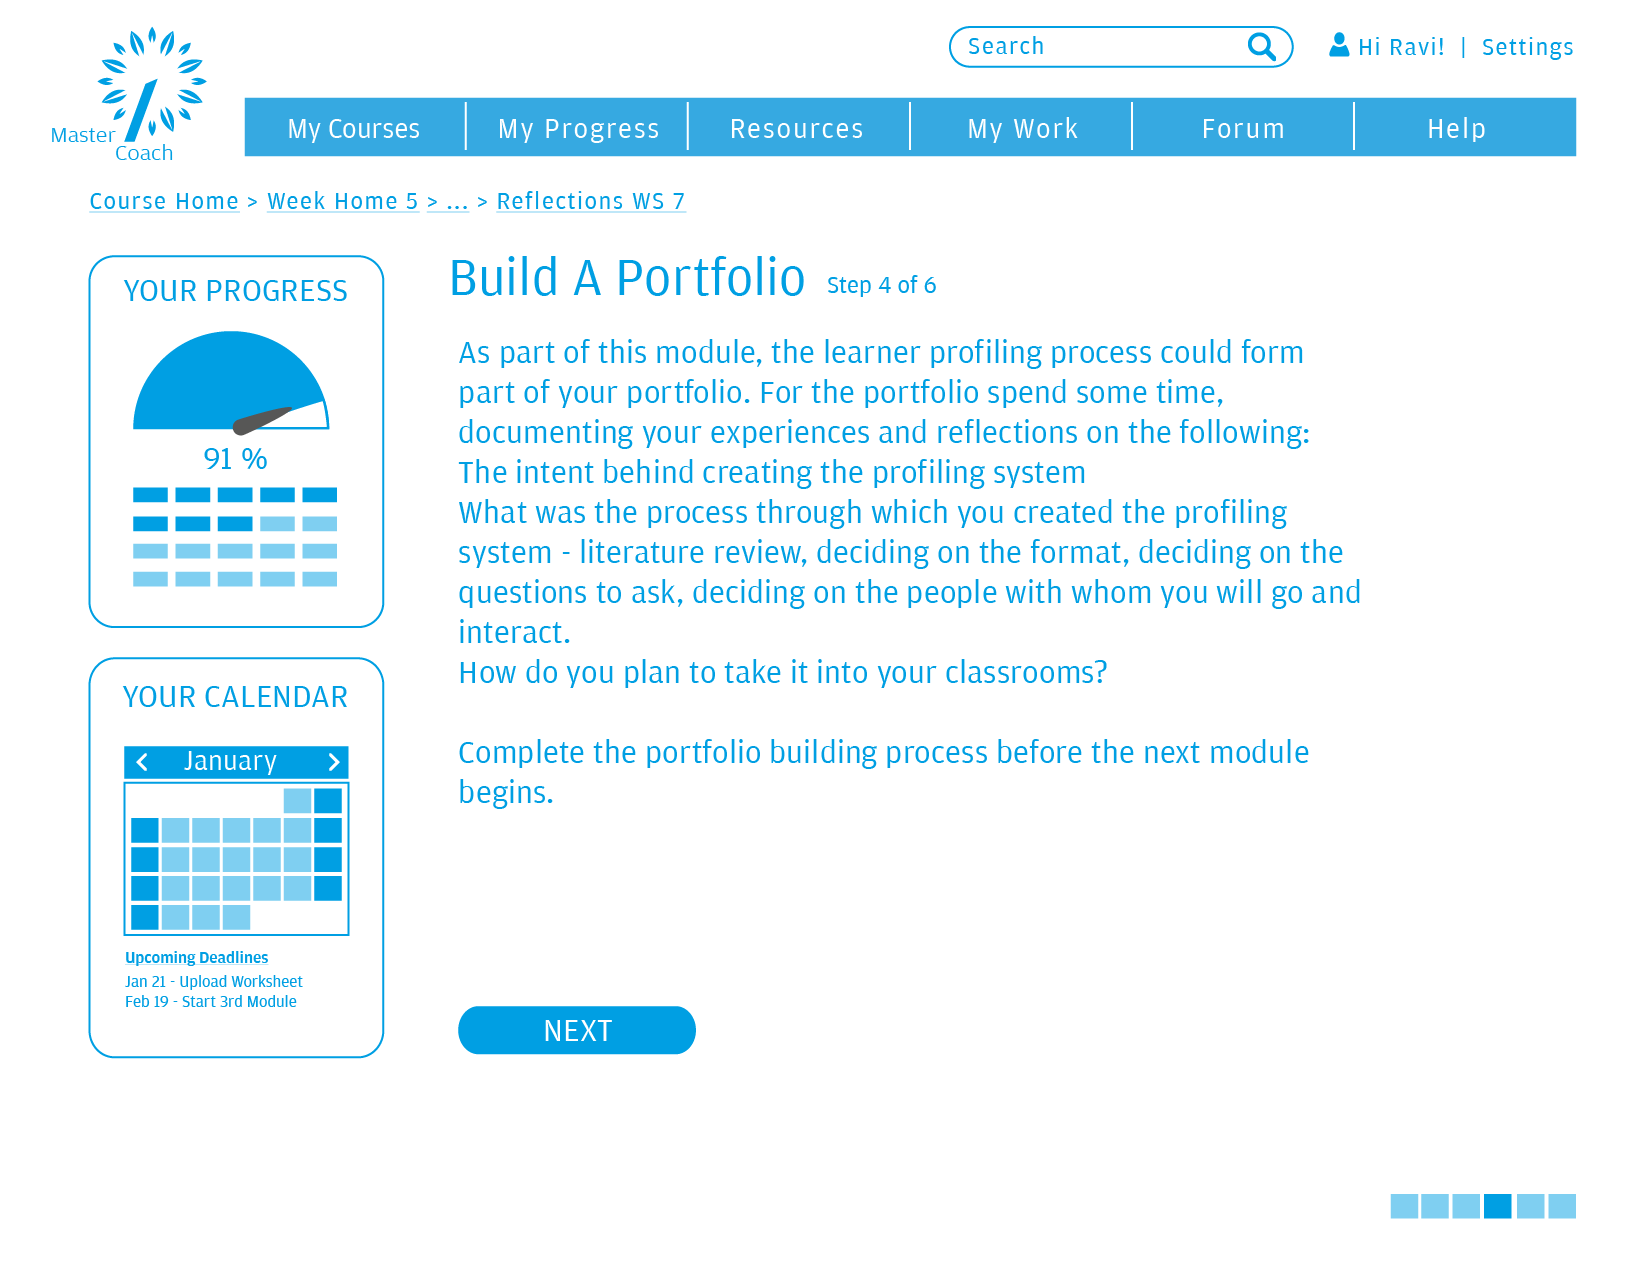 Master
Coach
Search
Hi Ravi! | Settings
My Courses
My Progress
Resources
My Work
Forum
Help
Course Home > Week Home 5 > ... > Reflections WS 7
YOUR PROGRESS
91 %
YOUR CALENDAR
January
Upcoming Deadlines
Jan 21 - Upload Worksheet
Feb 19 - Start 3rd Module
Build A Portfolio Step 4 of 6
As part of this module, the learner profiling process could form
part of your portfolio. For the portfolio spend some time,
documenting your experiences and reflections on the following:
The intent behind creating the profiling system
What was the process through which you created the profiling
system - literature review, deciding on the format, deciding on the
questions to ask, deciding on the people with whom you will go and
interact.
How do you plan to take it into your classrooms?
Complete the portfolio building process before the next module
begins.
NEXT